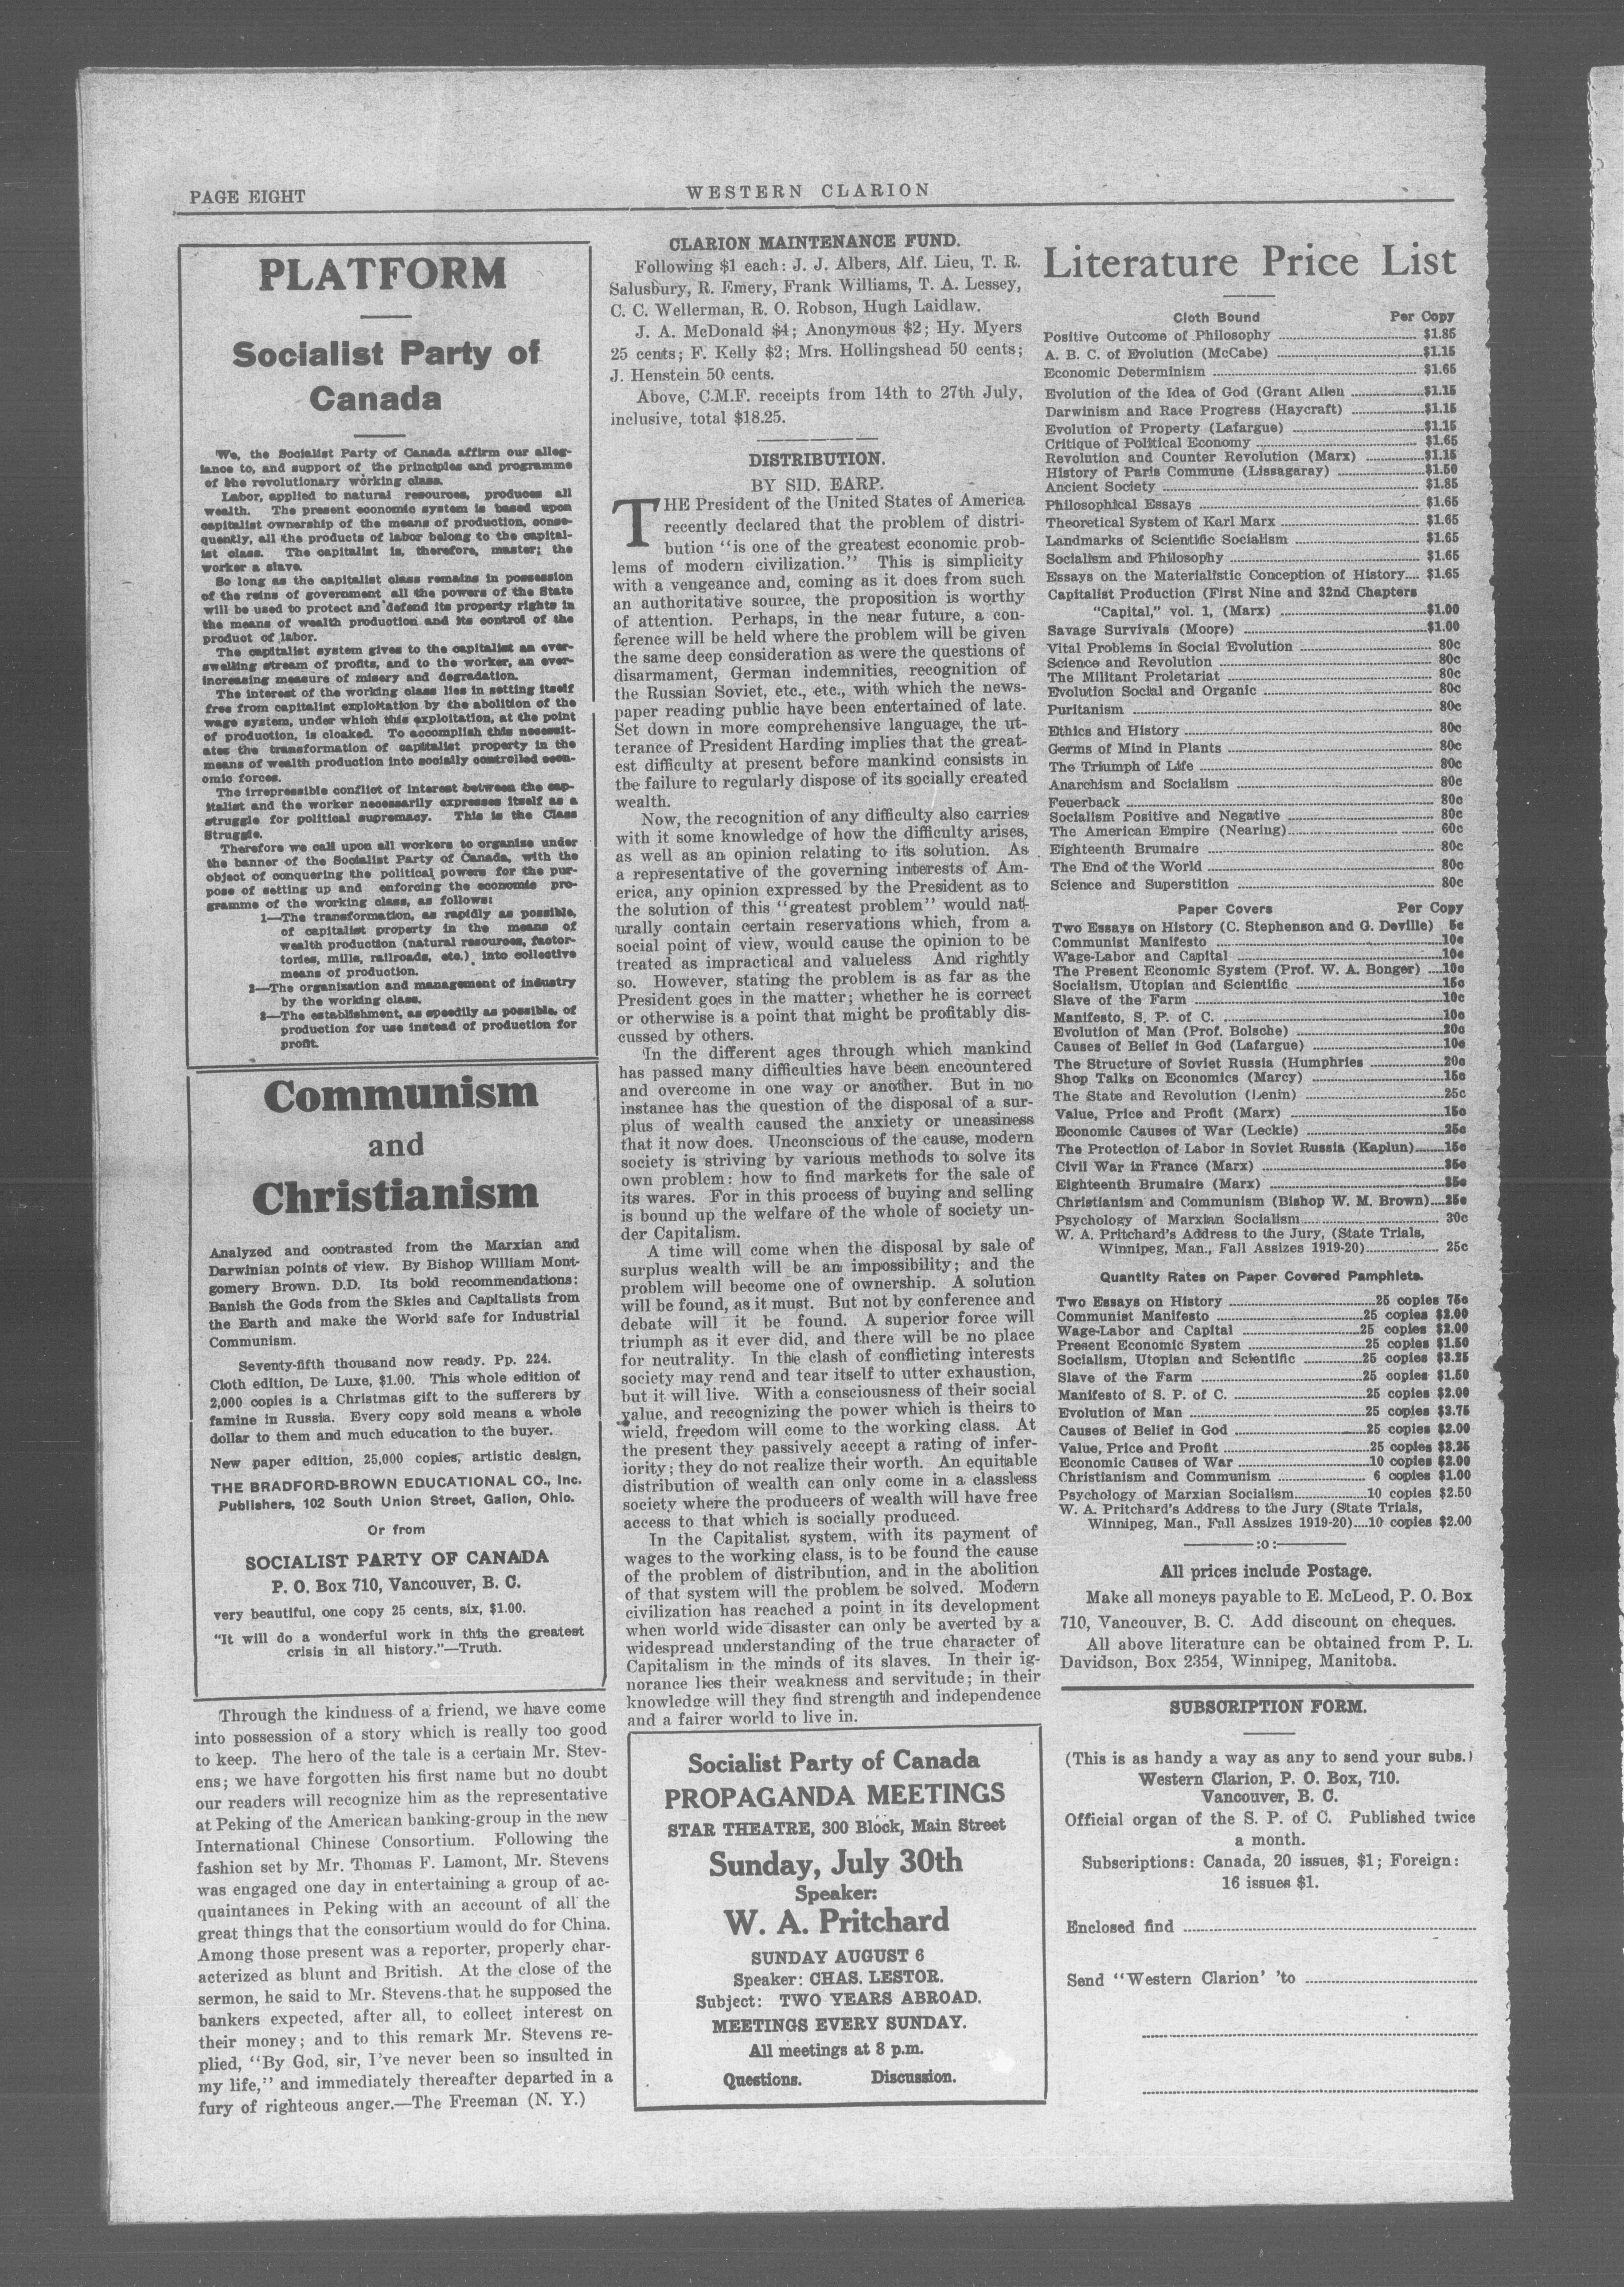 PAGE EIGHT
WESTERN CLARION
PLATFORM
Socialist Party of
Canada
We, the Socialist Party of Canada affirm our alleg-
iance to, and support of the principles and programme
of the revolutionary working class.
Labor, applied to natural resources, produces all
wealth. The present economic system is based upon
capitalist ownership of the means of production, conse-
quently, all the products of labor belong to the capital-
ist class. The capitalist is, therefore, master; the
worker a slave.
So long as the capitalist class remains in possession
of the reins of government all the powers of the State
will be used to protect and defend its property rights in
the means of wealth production and its control of the
product of labor.
The capitalist system gives to the capitalist an ever-
swelling stream of profits, and to the worker, an ever-
increasing measure of misery and degradation.
The interest of the working class lies in setting itself
free from capitalist exploitation by the abolition of the
wage system, under which this exploitation, at the point
of production, is cloaked. To accomplish this necessit-
ates the transformation of capitalist property in the
means of wealth production into socially controlled econ-
omic forces.
The irrepressible conflict of interest between the cap-
italist and the worker necessarily expresses itself as a
struggle for political supremacy. This is the Class
Struggle.
Therefore we call upon all workers to organise under
the banner of the Socialist Party of Canada, with the
object of conquering the political powers for the pur-
pose of setting up and enforcing the economic pro-
gramme of the working class, as follows:
1—The transformation, as rapidly as possible,
of capitalist property in the means of
wealth production (natural resources, factor-
tories, mills, railroads, etc.) into collective
means of production.
2—The organization and management of industry
by the working class.
3—The establishment, as speedily as possible, of
production for use instead of production for
profit.
Communism
and
Christianism
Analyzed and contrasted from the Marxian and
Darwinian points of view. By Bishop William Mont-
gomery Brown. D.D. Its bold recommendations:
Banish the Gods from the Skies and Capitalists from
the Earth and make the World safe for Industrial
Communism.
Seventy-fifth thousand now ready. Pp. 224.
Cloth edition, De Luxe, $1.00. This whole edition of
2,000 copies is a Christmas gift to the sufferers by
famine in Russia. Every copy sold means a whole
dollar to them and much education to the buyer.
New paper edition, 25,000 copies, artistic design,
THE BRADFORD-BROWN EDUCATIONAL CO., Inc.
Publishers, 102 South Union Street, Galion, Ohio.
Or from
SOCIALIST PARTY OF CANADA
P. O. Box 710, Vancouver, B. C.
very beautiful, one copy 25 cents, six, $1.00.
"It will do a wonderful work in this the greatest
crisis in all history."—Truth.
Through the kindness of a friend, we have come
into possession of a story which is really too good
to keep. The hero of the tale is a certain Mr. Stev-
ens; we have forgotten his first name but no doubt
our readers will recognize him as the representative
at Peking of the American banking-group in the new
International Chinese Consortium. Following the
fashion set by Mr. Thomas F. Lamont, Mr. Stevens
was engaged one day in entertaining a group of ac-
quaintances in Peking with an account of all the
great things that the consortium would do for China.
Among those present was a reporter, properly char-
acterized as blunt and British. At the close of the
sermon, he said to Mr. Stevens that he supposed the
bankers expected, after all, to collect interest on
their money; and to this remark Mr. Stevens re-
plied, "By God, sir, I've never been so insulted in
my life," and immediately thereafter departed in a
fury of righteous anger.—The Freeman (N. Y.)
CLARION MAINTENANCE FUND.
Following $1 each: J. J. Albers, Alf. Lieu, T. R.
Salusbury, R. Emery, Frank Williams, T. A. Lessey,
C. C. Wellerman, R. O. Robson, Hugh Laidlaw.
J. A. McDonald $4; Anonymous $2; Hy. Myers
25 cents; F. Kelly $2; Mrs. Hollingshead 50 cents;
J. Henstein 50 cents.
Above, C.M.F. receipts from 14th to 27th July,
inclusive, total $18.25.
DISTRIBUTION.
BY SID. EARP.
THE President of the United States of America
recently declared that the problem of distri-
bution "is one of the greatest economic prob-
lems of modern civilization." This is simplicity
with a vengeance and, coming as it does from such
an authoritative source, the proposition is worthy
of attention. Perhaps, in the near future, a con-
ference will be held where the problem will be given
the same deep consideration as were the questions of
disarmament, German indemnities, recognition of
the Russian Soviet, etc., etc., with which the news-
paper reading public have been entertained of late.
Set down in more comprehensive language, the ut-
terance of President Harding implies that the great-
est difficulty at present before mankind consists in
the failure to regularly dispose of its socially created
wealth.
Now, the recognition of any difficulty also carries
with it some knowledge of how the difficulty arises,
as well as an opinion relating to its solution. As
a representative of the governing interests of Am-
erica, any opinion expressed by the President as to
the solution of this "greatest problem" would nat-
urally contain certain reservations which, from a
social point of view, would cause the opinion to be
treated as impractical and valueless And rightly
so. However, stating the problem is as far as the
President goes in the matter; whether he is correct
or otherwise is a point that might be profitably dis-
cussed by others.
In the different ages through which mankind
has passed many difficulties have been encountered
and overcome in one way or another. But in no
instance has the question of the disposal of a sur-
plus of wealth caused the anxiety or uneasiness
that it now does. Unconscious of the cause, modern
society is striving by various methods to solve its
own problem: how to find markets for the sale of
its wares. For in this process of buying and selling
is bound up the welfare of the whole of society un-
der Capitalism.
A time will come when the disposal by sale of
surplus wealth will be an impossibility; and the
problem will become one of ownership. A solution
will be found, as it must. But not by conference and
debate will it be found. A superior force will
triumph as it ever did, and there will be no place
for neutrality. In the clash of conflicting interests
society may rend and tear itself to utter exhaustion,
but it will live. With a consciousness of their social
value, and recognizing the power which is theirs to
wield, freedom will come to the working class. At
the present they passively accept a rating of infer-
iority; they do not realize their worth. An equitable
distribution of wealth can only come in a classless
society where the producers of wealth will have free
access to that which is socially produced.
In the Capitalist system, with its payment of
wages to the working class, is to be found the cause
of the problem of distribution, and in the abolition
of that system will the problem be solved. Modern
civilization has reached a point in its development
when world wide disaster can only be averted by a
widespread understanding of the true character of
Capitalism in the minds of its slaves. In their ig-
norance lies their weakness and servitude; in their
knowledge will they find strength and independence
and a fairer world to live in.
Socialist Party of Canada
PROPAGANDA MEETINGS
STAR THEATRE, 300 Block, Main Street
Sunday, July 30th
Speaker:
W. A. Pritchard
SUNDAY AUGUST 6
Speaker: CHAS. LESTOR.
Subject: TWO YEARS ABROAD.
MEETINGS EVERY SUNDAY.
All meetings at 8 p.m.
Questions. Discussion.
Literature Price List
Cloth Bound Per Copy
Positive Outcome of Philosophy $1.85
A. B. C. of Evolution (McCabe) $1.15
Economic Determinism $1.65
Evolution of the Idea of God (Grant Allen $1.15
Darwinism and Race Progress (Haycraft) $1.15
Evolution of Property (Lafargue) $1.15
Critique of Political Economy $1.65
Revolution and Counter Revolution (Marx) $1.15
History of Paris Commune (Lissagaray) $1.50
Ancient Society $1.85
Philosophical Essays $1.65
Theoretical System of Karl Marx $1.65
Landmarks of Scientific Socialism $1.65
Socialism and Philosophy $1.65
Essays on the Materialistic Conception of History.... $1.65
Capitalist Production (First Nine and 32nd Chapters
"Capital," vol. 1, (Marx) $1.00
Savage Survivals (Moore) $1.00
Vital Problems in Social Evolution 80c
Science and Revolution 80c
The Militant Proletariat 80c
Evolution Social and Organic 80c
Puritanism 80c
Ethics and History 80c
Germs of Mind in Plants 80c
The Triumph of Life 80c
Anarchism and Socialism 80c
Feuerback 80c
Socialism Positive and Negative 80c
The American Empire (Nearing) 60c
Eighteenth Brumaire 80c
The End of the World 80c
Science and Superstition 80c
Paper Covers Per Copy
Two Essays on History (C. Stephenson and G. Deville) 5c
Communist Manifesto 10c
Wage-Labor and Capital 10c
The Present Economic System (Prof. W. A. Bonger) 10c
Socialism, Utopian and Scientific 15c
Slave of the Farm 10c
Manifesto, S. P. of C. 10c
Evolution of Man (Prof. Bolsche) 20c
Causes of Belief in God (Lafargue) 10c
The Structure of Soviet Russia (Humphries 20c
Shop Talks on Economics (Marcy) 15c
The State and Revolution (Lenin) 25c
Value, Price and Profit (Marx) 15c
Economic Causes of War (Leckie) 25c
The Protection of Labor in Soviet Russia (Kaplun) 15c
Civil War in France (Marx) 35c
Eighteenth Brumaire (Marx) 35c
Christianism and Communism (Bishop W. M. Brown) 25c
Psychology of Marxian Socialism 30c
W. A. Pritchard's Address to the Jury, (State Trials,
Winnipeg, Man., Fall Assizes 1919-20) 25c
Quantity Rates on Paper Covered Pamphlets.
Two Essays on History 25 copies 75c
Communist Manifesto 25 copies $2.00
Wage-Labor and Capital 25 copies $2.00
Present Economic System 25 copies $1.50
Socialism, Utopian and Scientific 25 copies $3.25
Slave of the Farm 25 copies $1.50
Manifesto of S. P. of C. 25 copies $2.00
Evolution of Man 25 copies $3.75
Causes of Belief in God 25 copies $2.00
Value, Price and Profit 25 copies $3.25
Economic Causes of War 10 copies $2.00
Christianism and Communism 6 copies $1.00
Psychology of Marxian Socialism 10 copies $2.50
W. A. Pritchard's Address to the Jury (State Trials,
Winnipeg, Man., Fall Assizes 1919-20)....10 copies $2.00
:o:
All prices include Postage.
Make all moneys payable to E. McLeod, P. O. Box
710, Vancouver, B. C. Add discount on cheques.
All above literature can be obtained from P. L.
Davidson, Box 2354, Winnipeg, Manitoba.
SUBSCRIPTION FORM.
(This is as handy a way as any to send your subs.)
Western Clarion, P. O. Box, 710.
Vancouver, B. C.
Official organ of the S. P. of C. Published twice
a month.
Subscriptions: Canada, 20 issues, $1; Foreign:
16 issues $1.
Enclosed find
Send "Western Clarion' 'to